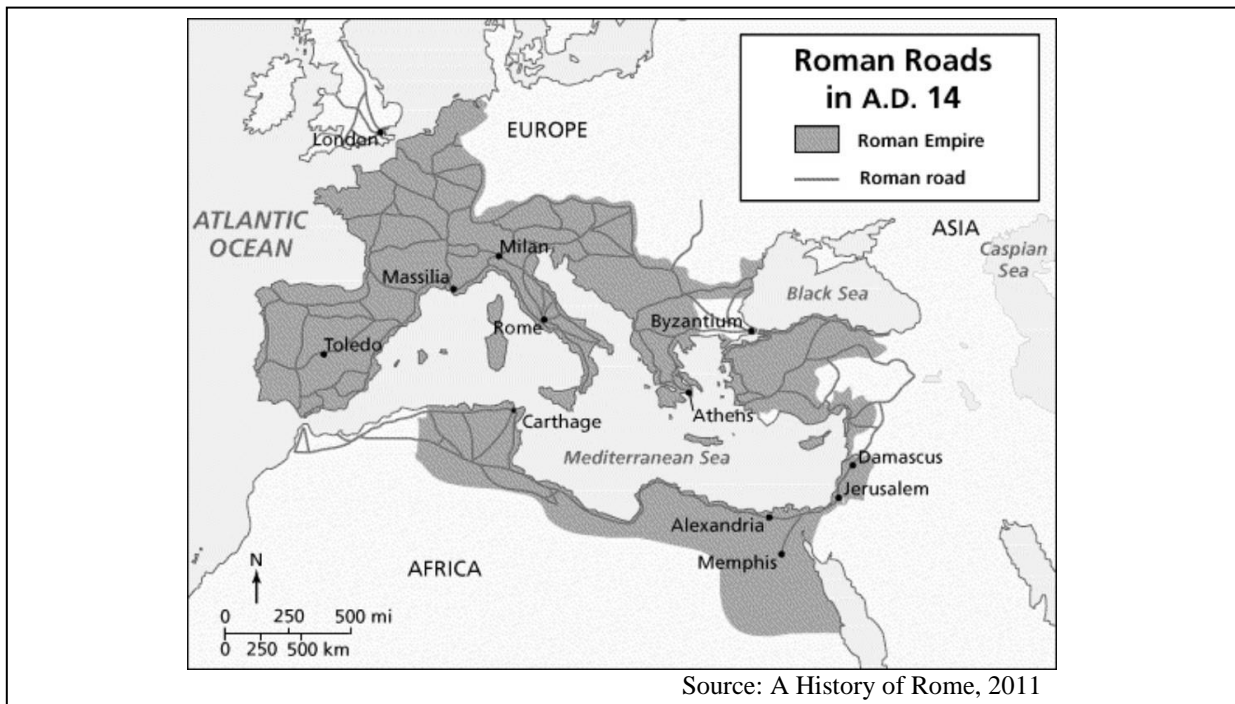 Roman Roads
in A.D. 14
Roman Empire
Roman road
EUROPE
London
ATLANTIC
OCEAN
ASIA
Caspian
Sea
Milan
Massilia
Black Sea
Rome
Byzantium
Toledo
Carthage
Athens
Mediterranean Sea
Damascus
Jerusalem
Alexandria
Memphis
AFRICA
N
0 250 500 mi
0 250 500 km
Source: A History of Rome, 2011